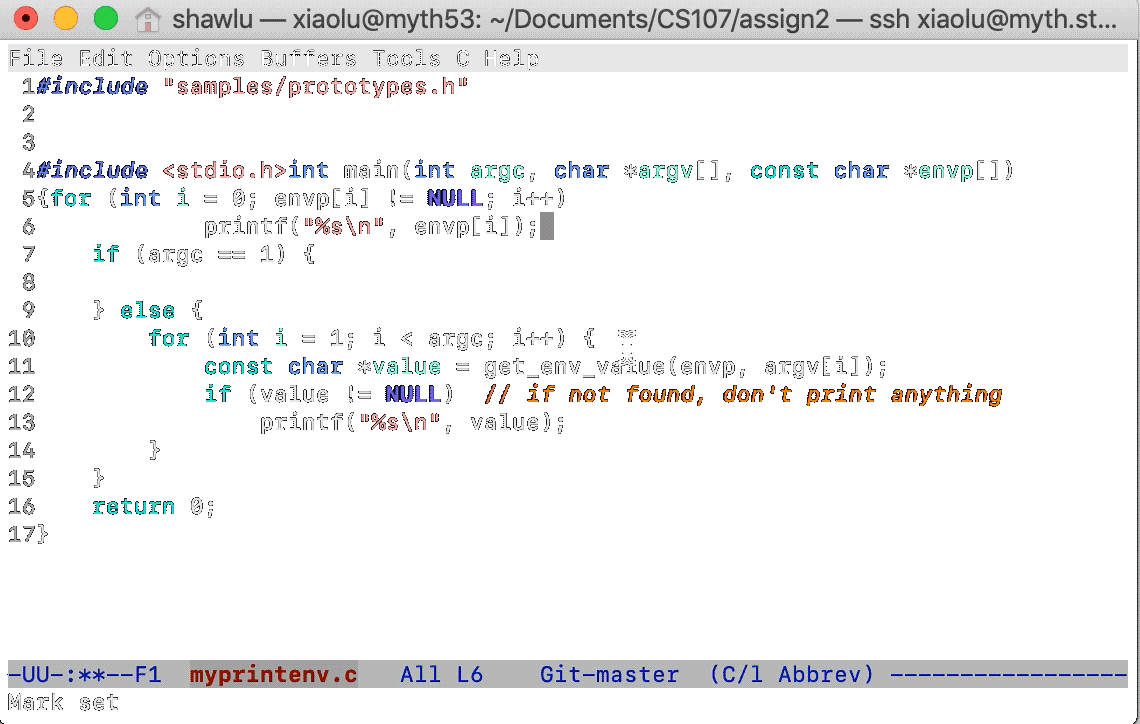 shawlu — xiaolu@myth53: ~/Documents/CS107/assign2 — ssh xiaolu@myth.st...
File Edit Options Buffers Tools C Help
1#include "samples/prototypes.h"
2
3
4#include <stdio.h>int main(int argc, char *argv[], const char *envp[])
5{for (int i = 0; envp[i] != NULL; i++)
6            printf("%s\n", envp[i]);
7    if (argc == 1) {
8
9    } else {
10        for (int i = 1; i < argc; i++) {
11            const char *value = get_env_value(envp, argv[i]);
12            if (value != NULL)  // if not found, don't print anything
13                printf("%s\n", value);
14        }
15    }
16    return 0;
17}
-UU-:**--F1  myprintenv.c   All L6    Git-master  (C/l Abbrev) -----------------
Mark set